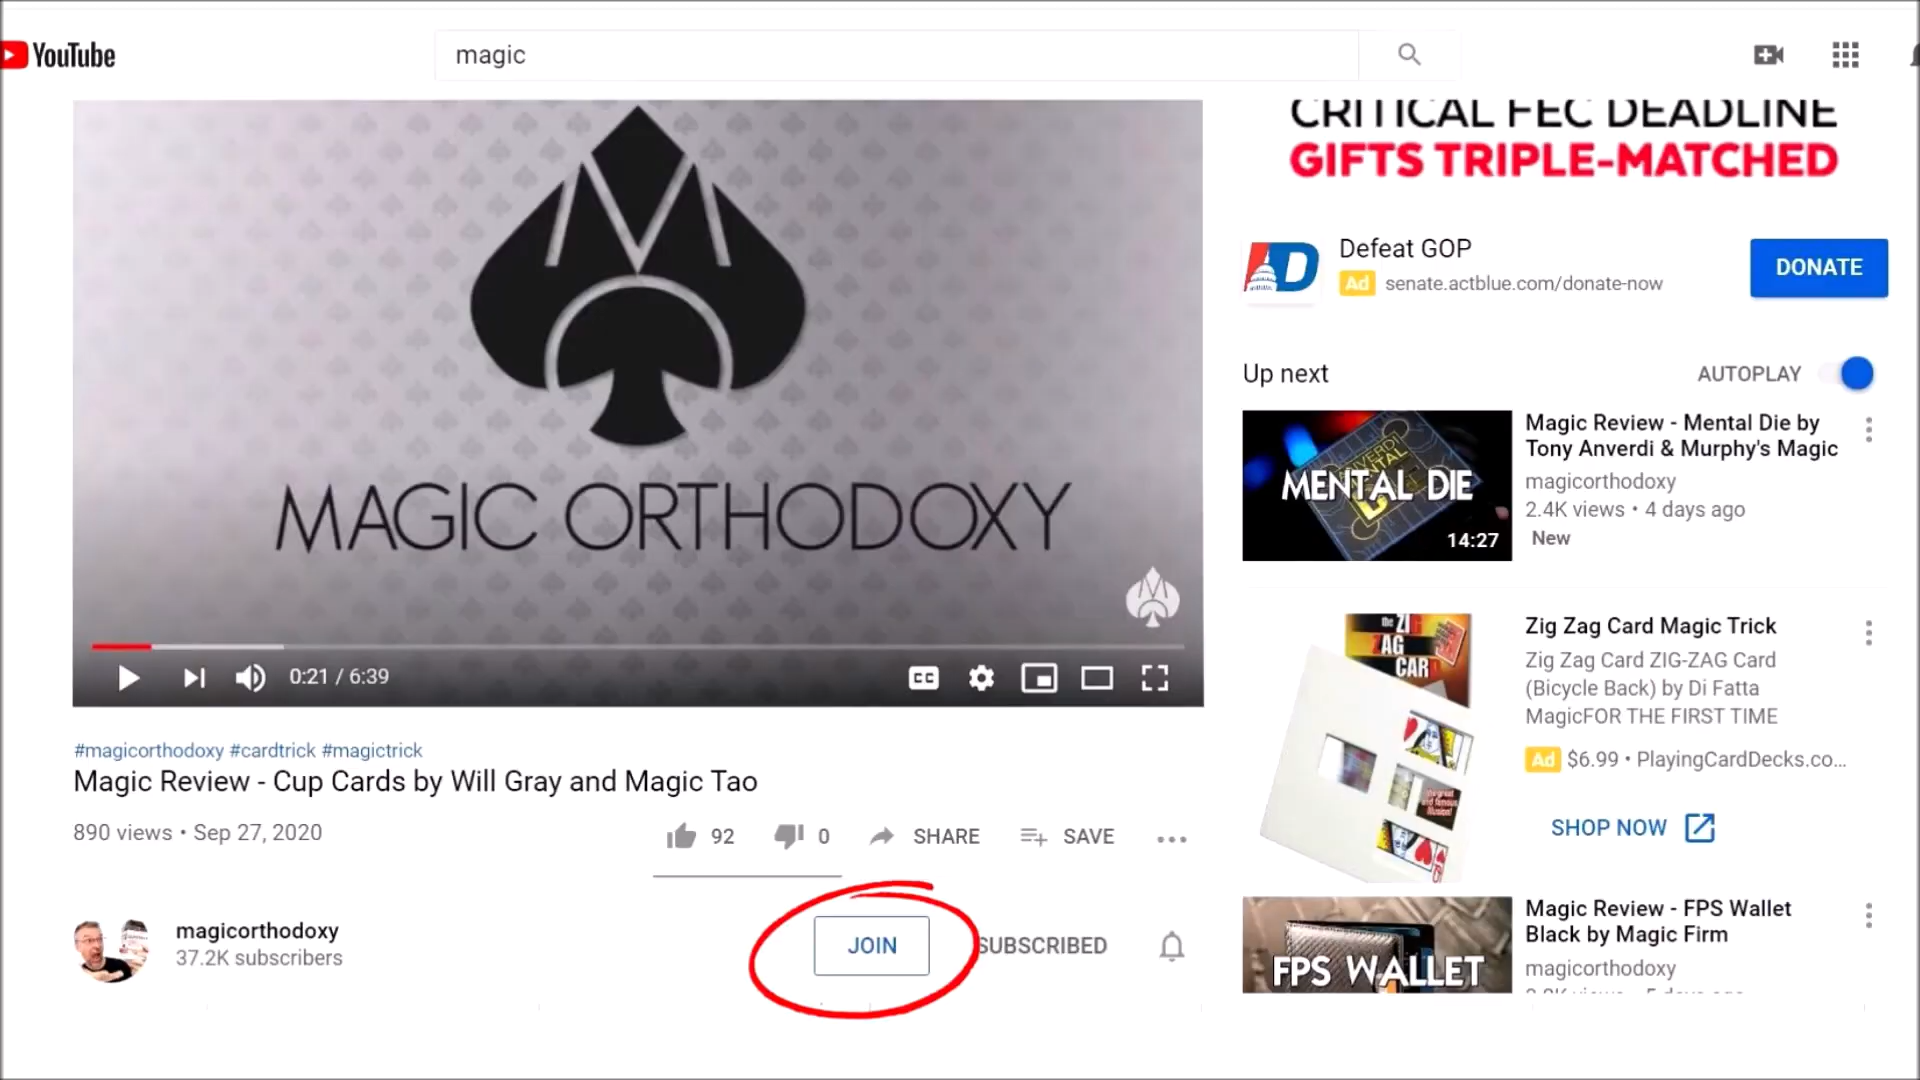 YouTube
magic
CRITICAL FEC DEADLINE
GIFTS TRIPLE-MATCHED
Defeat GOP
Ad senate.actblue.com/donate-now
DONATE
MAGIC ORTHODOXY
0:21 / 6:39
CC
#magicorthodoxy #cardtrick #magictrick
Magic Review - Cup Cards by Will Gray and Magic Tao
890 views • Sep 27, 2020
92
0
SHARE
SAVE
magicorthodoxy
37.2K subscribers
JOIN
SUBSCRIBED
Up next
AUTOPLAY
MENTAL DIE
14:27
Magic Review - Mental Die by
Tony Anverdi & Murphy's Magic
magicorthodoxy
2.4K views • 4 days ago
New
the ZIG
ZAG
CARD
Zig Zag Card Magic Trick
Zig Zag Card ZIG-ZAG Card
(Bicycle Back) by Di Fatta
MagicFOR THE FIRST TIME
Ad $6.99 • PlayingCardDecks.co...
SHOP NOW
FPS WALLET
Magic Review - FPS Wallet
Black by Magic Firm
magicorthodoxy